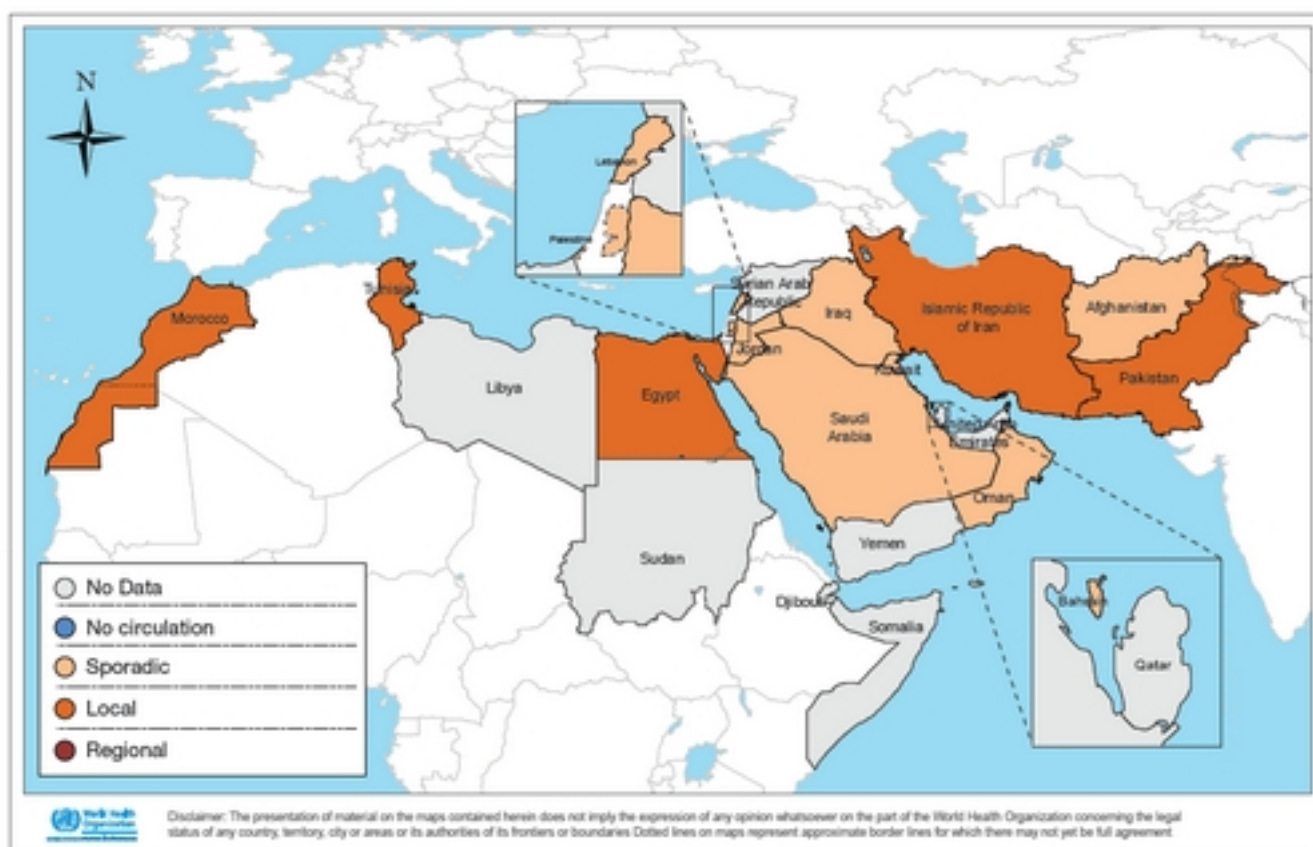 N
Lebanon
Palestine
Morocco
Tunisia
Libya
Egypt
Syrian Arab
Republic
Iraq
Jordan
Kuwait
Islamic Republic
of Iran
Afghanistan
Pakistan
Saudi
Arabia
United Arab
Emirates
Oman
Yemen
Sudan
Djibouti
Somalia
Bahrain
Qatar
No Data
No circulation
Sporadic
Local
Regional
World Health
Organization
Disclaimer: The presentation of material on the maps contained herein does not imply the expression of any opinion whatsoever on the part of the World Health Organization concerning the legal
status of any country, territory, city or areas or its authorities of its frontiers or boundaries Dotted lines on maps represent approximate border lines for which there may not yet be full agreement